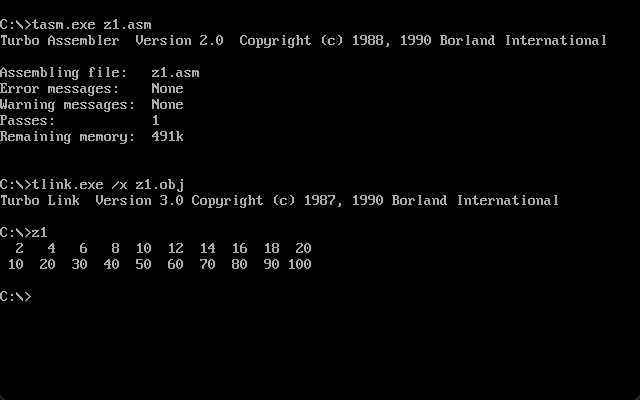 C:\>tasm.exe z1.asm
Turbo Assembler  Version 2.0  Copyright (c) 1988, 1990 Borland International
Assembling file:   z1.asm
Error messages:    None
Warning messages:  None
Passes:            1
Remaining memory:  491k
C:\>tlink.exe /x z1.obj
Turbo Link  Version 3.0 Copyright (c) 1987, 1990 Borland International
C:\>z1
  2   4   6   8  10  12  14  16  18  20
 10  20  30  40  50  60  70  80  90 100
C:\>